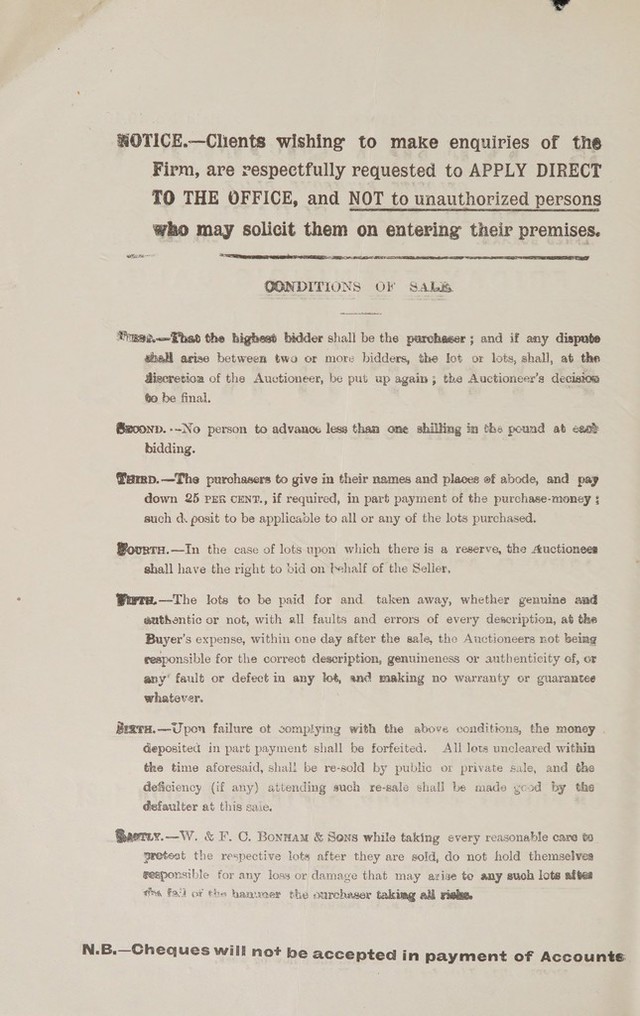 NOTICE.—Clients wishing to make enquiries of the
Firm, are respectfully requested to APPLY DIRECT
TO THE OFFICE, and NOT to unauthorized persons
who may solicit them on entering their premises.
CONDITIONS OF SALE
FIRST.—That the highest bidder shall be the purchaser ; and if any dispute
shall arise between two or more bidders, the lot or lots, shall, at the
discretion of the Auctioneer, be put up again ; the Auctioneer's decision
to be final.
SECOND.--No person to advance less than one shilling in the pound at each
bidding.
THIRD.—The purchasers to give in their names and places of abode, and pay
down 25 PER CENT., if required, in part payment of the purchase-money ;
such deposit to be applicable to all or any of the lots purchased.
FOURTH.—In the case of lots upon which there is a reserve, the Auctioneer
shall have the right to bid on behalf of the Seller.
FIFTH.—The lots to be paid for and taken away, whether genuine and
authentic or not, with all faults and errors of every description, at the
Buyer's expense, within one day after the sale, the Auctioneers not being
responsible for the correct description, genuineness or authenticity of, or
any fault or defect in any lot, and making no warranty or guarantee
whatever.
SIXTH.—Upon failure of complying with the above conditions, the money
deposited in part payment shall be forfeited. All lots uncleared within
the time aforesaid, shall be re-sold by public or private sale, and the
deficiency (if any) attending such re-sale shall be made good by the
defaulter at this sale.
LASTLY.—W. & F. C. BONHAM & SONS while taking every reasonable care to
protect the respective lots after they are sold, do not hold themselves
responsible for any loss or damage that may arise to any such lots after
the fall of the hammer the purchaser taking all risks.
N.B.—Cheques will not be accepted in payment of Accounts